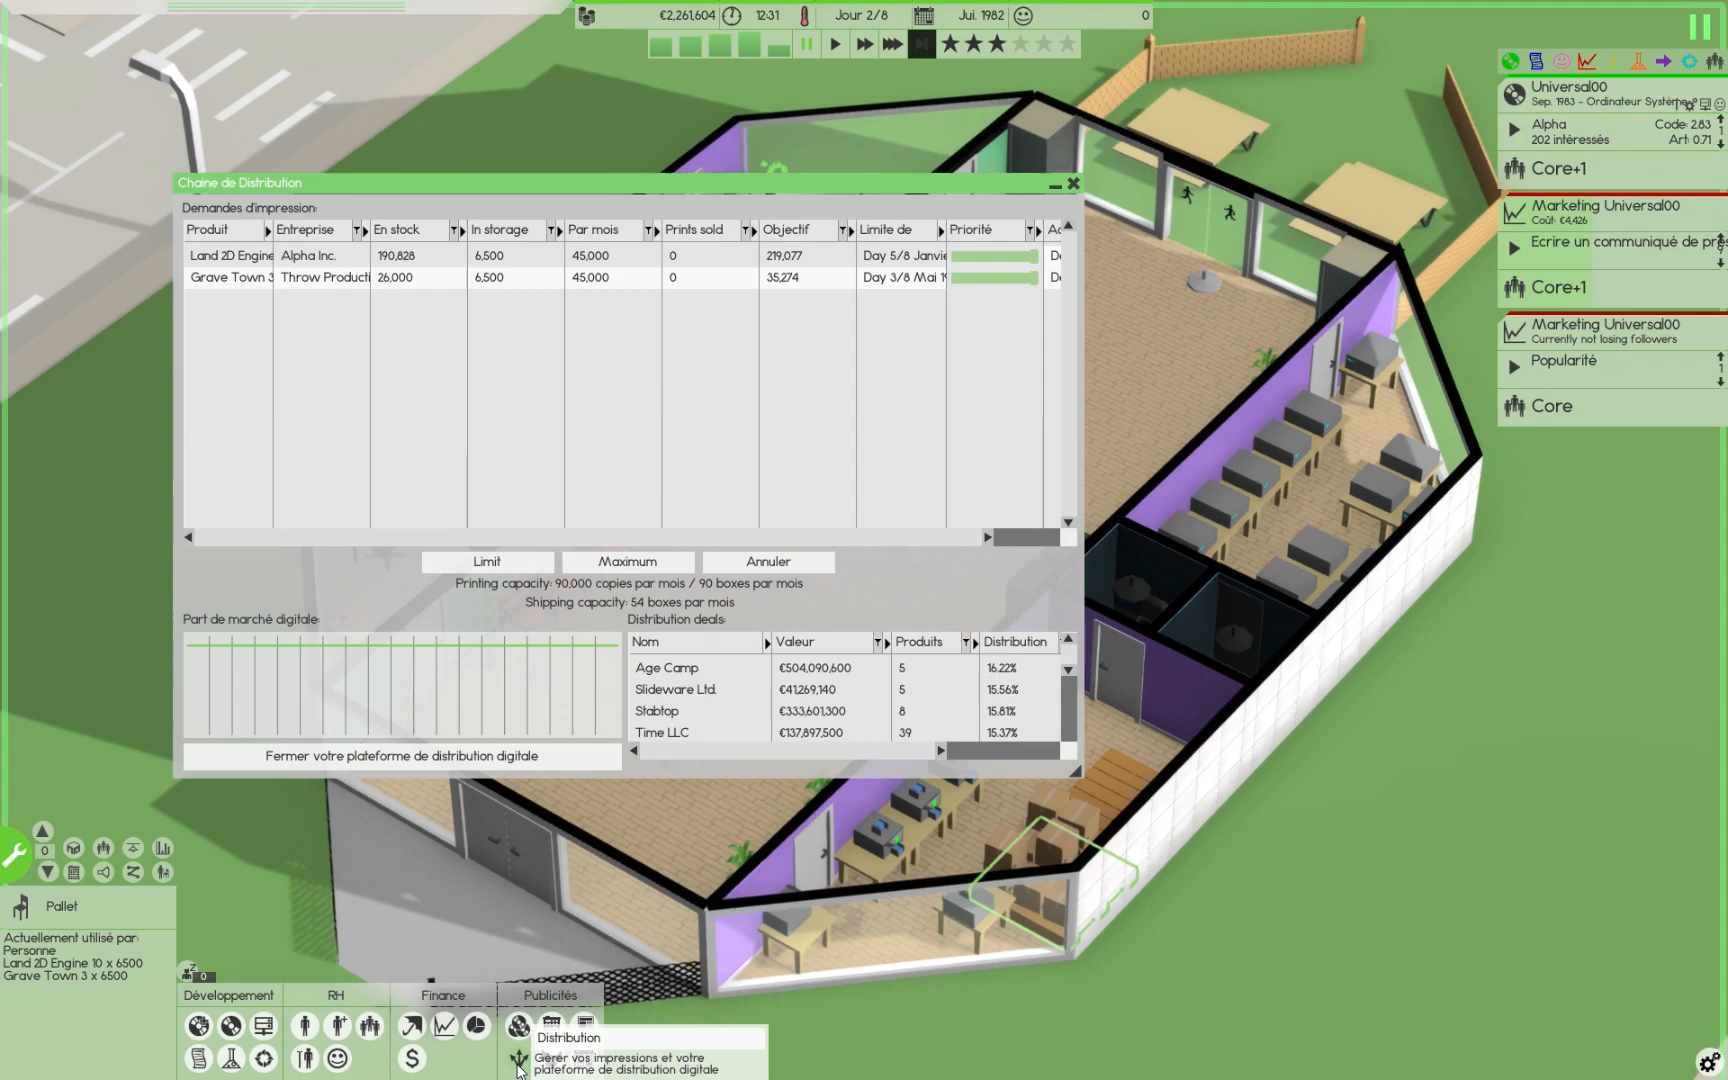 €2,261,604
12:31
Jour 2/8
Jui. 1982
0
Universal00
Sep. 1983 - Ordinateur Système
Alpha
Code: 2.83
202 intéressés
Art: 0.71
1
Core+1
Marketing Universal00
Coût: €4,426
Ecrire un communiqué de pre
Core+1
Marketing Universal00
Currently not losing followers
Popularité
1
Core
Chaine de Distribution
Demandes d'impression:
Produit Entreprise En stock In storage Par mois Prints sold Objectif Limite de Priorité Ac
Land 2D Engine Alpha Inc. 190,828 6,500 45,000 0 219,077 Day 5/8 Janvie De
Grave Town 3 Throw Producti 26,000 6,500 45,000 0 35,274 Day 3/8 Mai 19 De
Limit Maximum Annuler
Printing capacity: 90,000 copies par mois / 90 boxes par mois
Shipping capacity: 54 boxes par mois
Part de marché digitale:
Distribution deals:
Nom Valeur Produits Distribution
Age Camp €504,090,600 5 16.22%
Slideware Ltd. €41,269,140 5 15.56%
Stabtop €333,601,300 8 15.81%
Time LLC €137,897,500 39 15.37%
Fermer votre plateforme de distribution digitale
0
Pallet
Actuellement utilisé par:
Personne
Land 2D Engine 10 x 6500
Grave Town 3 x 6500
Z
0
Développement RH Finance Publicités
Distribution
Gérer vos impressions et votre
plateforme de distribution digitale